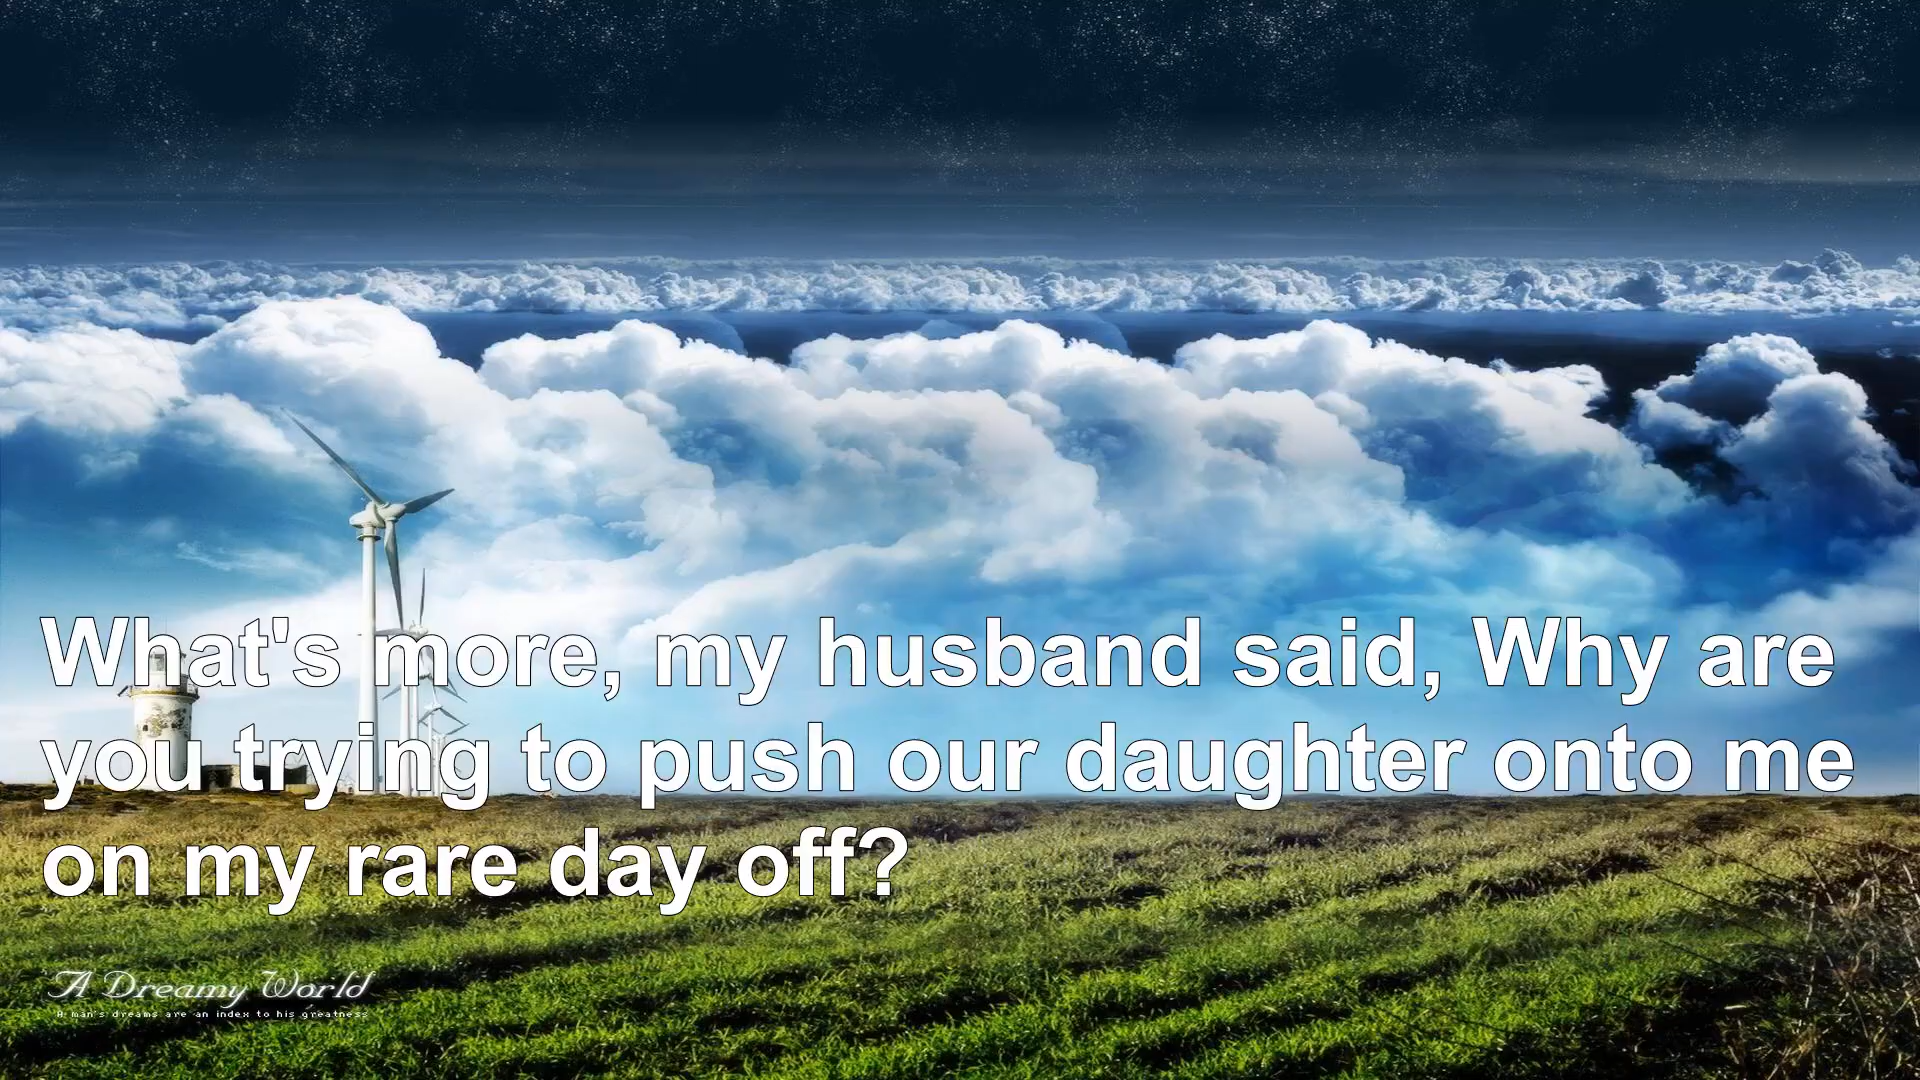 What's more, my husband said, Why are
you trying to push our daughter onto me
on my rare day off?
A Dreamy World
A man's dreams are an index to his greatness